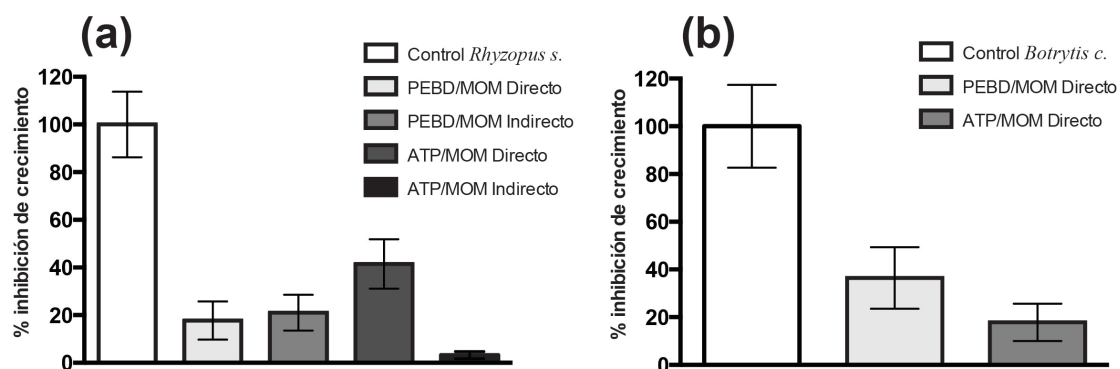 (a)
Control Rhyzopus s.
PEBD/MOM Directo
PEBD/MOM Indirecto
ATP/MOM Directo
ATP/MOM Indirecto
% inhibición de crecimiento
120
100
80
60
40
20
0
(b)
Control Botrytis c.
PEBD/MOM Directo
ATP/MOM Directo
% inhibición de crecimiento
120
100
80
60
40
20
0